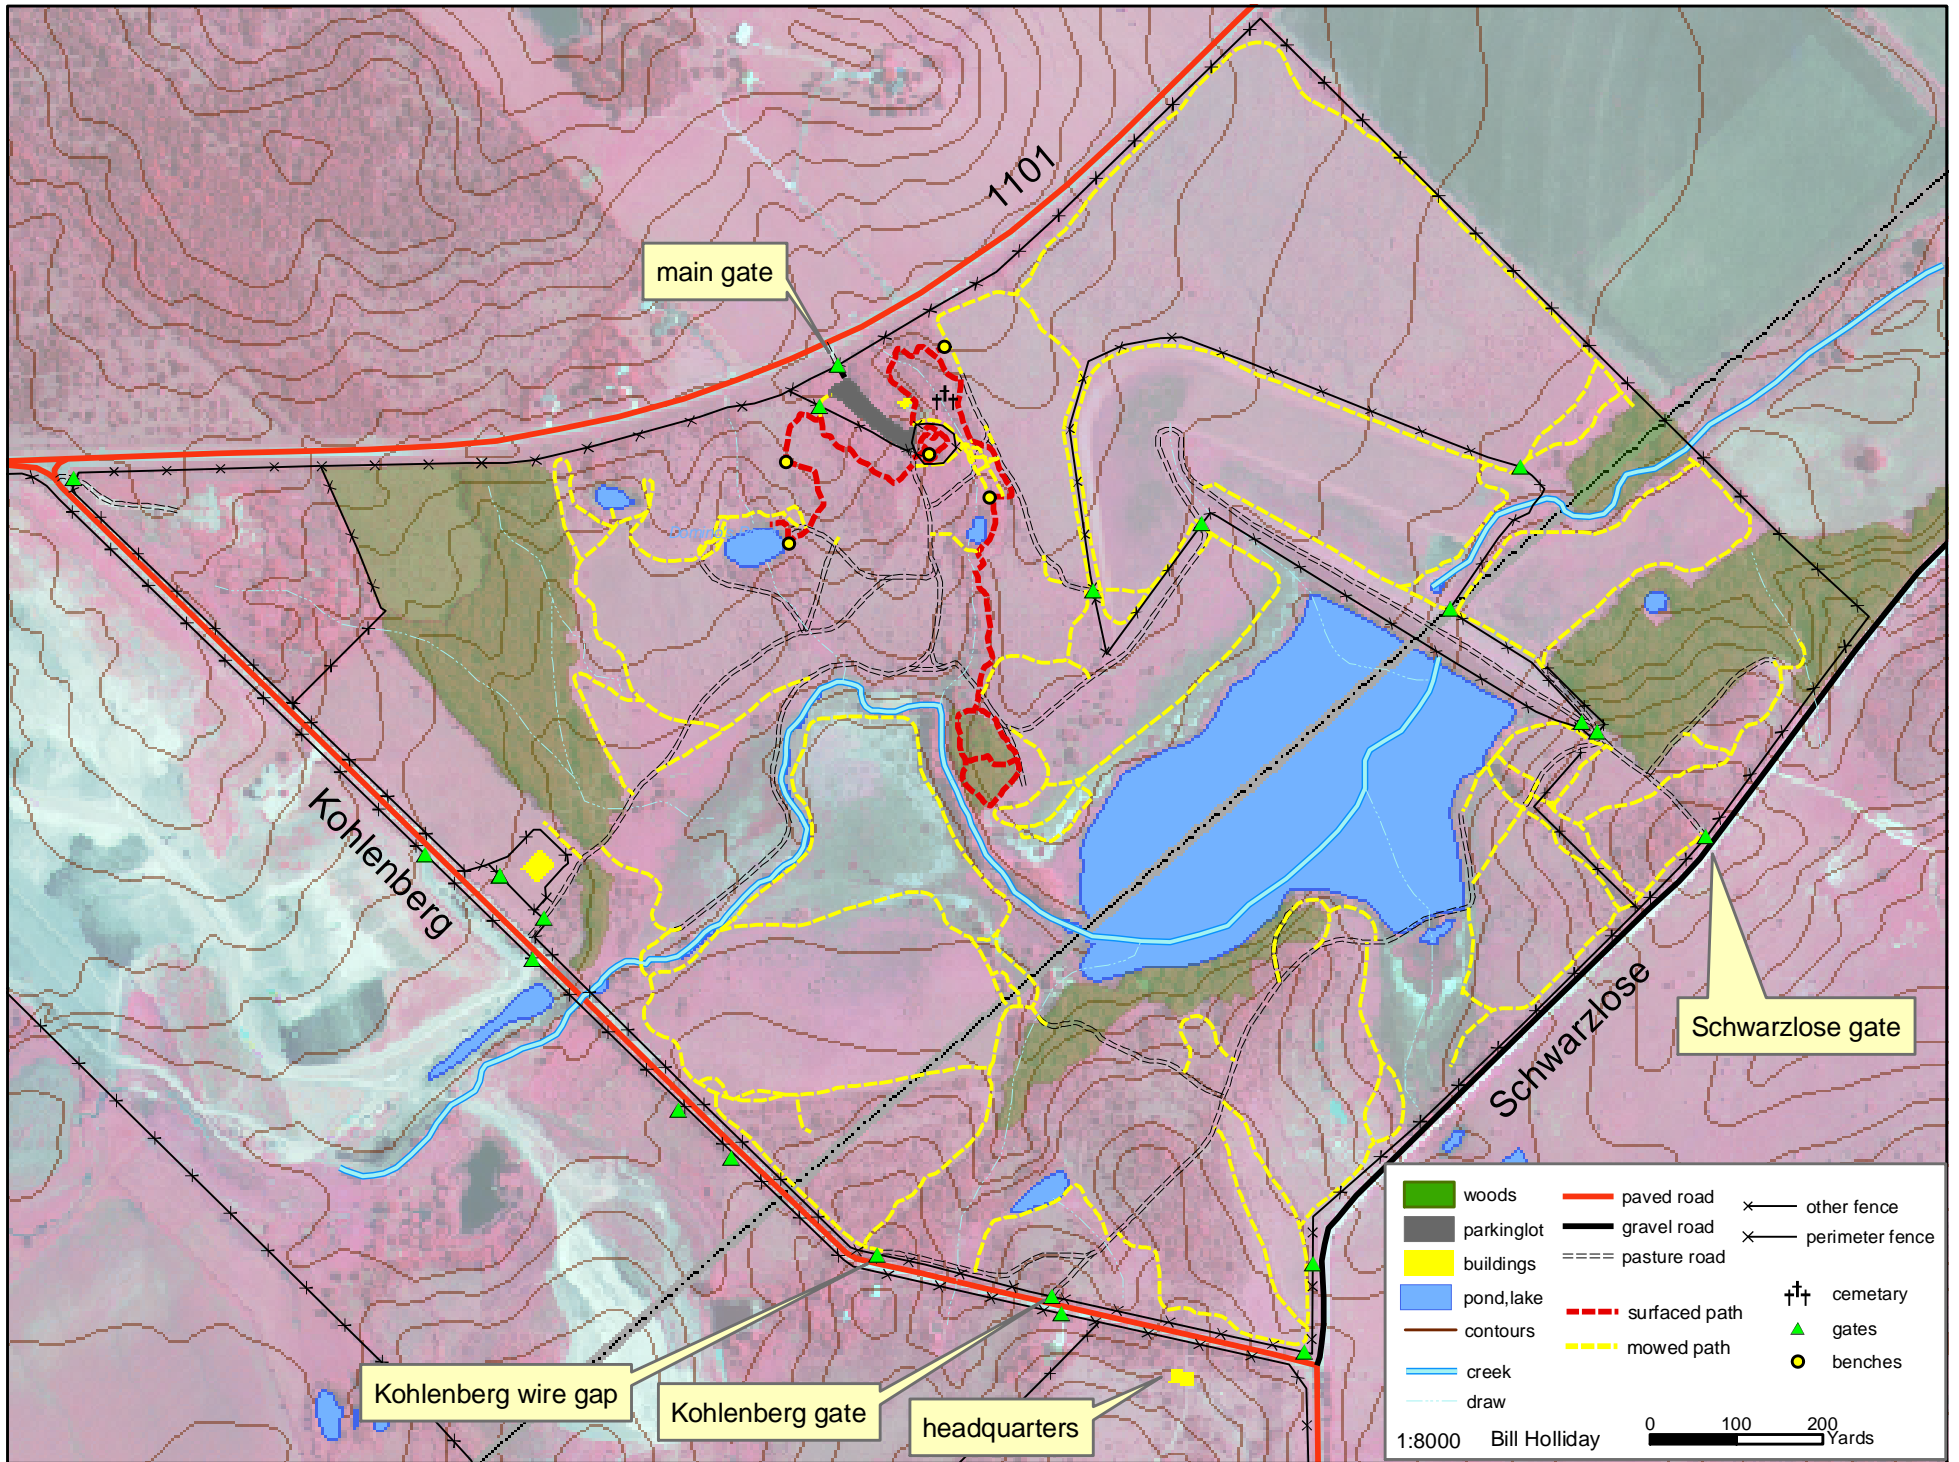 1101
main gate
Kohlenberg
Schwarzlose gate
Schwarzlose
Kohlenberg wire gap
Kohlenberg gate
headquarters
woods
parkinglot
buildings
pond,lake
contours
creek
draw
paved road
gravel road
pasture road
surfaced path
mowed path
other fence
perimeter fence
cemetary
gates
benches
1:8000 Bill Holliday
0 100 200
Yards